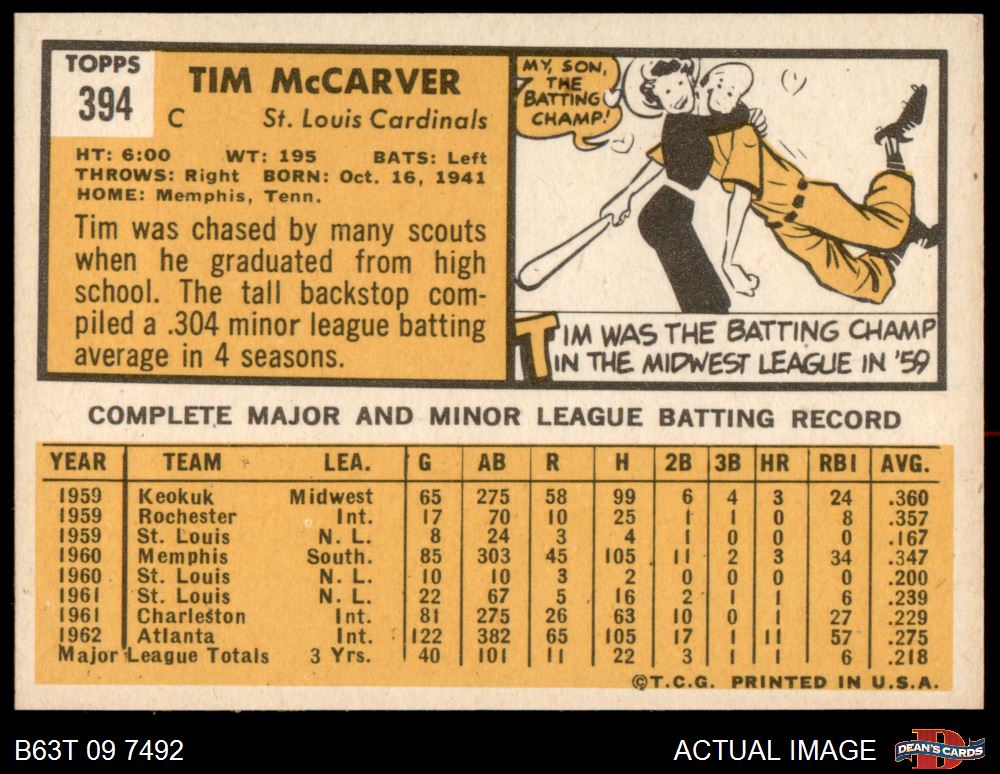 TOPPS
394
TIM McCARVER
C St. Louis Cardinals
HT: 6:00 WT: 195 BATS: Left
THROWS: Right BORN: Oct. 16, 1941
HOME: Memphis, Tenn.
Tim was chased by many scouts
when he graduated from high
school. The tall backstop com-
piled a .304 minor league batting
average in 4 seasons.
MY, SON,
THE
BATTING
CHAMP!
TIM WAS THE BATTING CHAMP
IN THE MIDWEST LEAGUE IN '59
COMPLETE MAJOR AND MINOR LEAGUE BATTING RECORD
YEAR TEAM LEA. G AB R H 2B 3B HR RBI AVG.
1959 Keokuk Midwest 65 275 58 99 6 4 3 24 .360
1959 Rochester Int. 17 70 10 25 1 1 0 8 .357
1959 St. Louis N. L. 8 24 3 4 1 0 0 0 .167
1960 Memphis South. 85 303 45 105 11 2 3 34 .347
1960 St. Louis N. L. 10 10 3 2 0 0 0 0 .200
1961 St. Louis N. L. 22 67 5 16 2 1 1 6 .239
1961 Charleston Int. 81 275 26 63 10 0 1 27 .229
1962 Atlanta Int. 122 382 65 105 17 1 11 57 .275
Major League Totals 3 Yrs. 40 101 11 22 3 1 1 6 .218
©T.C.G. PRINTED IN U.S.A.
B63T 09 7492 ACTUAL IMAGE
D
DEAN'S CARDS